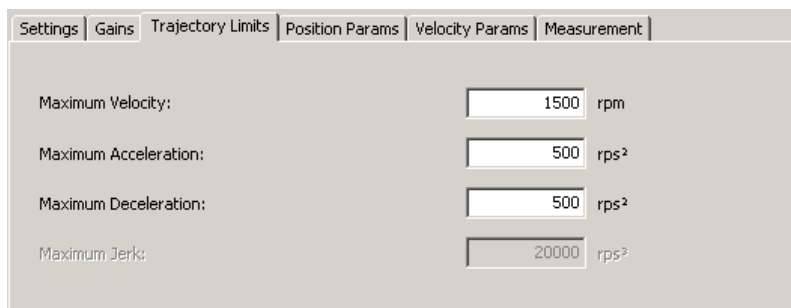 Settings Gains Trajectory Limits Position Params Velocity Params Measurement
Maximum Velocity: 1500 rpm
Maximum Acceleration: 500 rps²
Maximum Deceleration: 500 rps²
Maximum Jerk: 20000 rps³